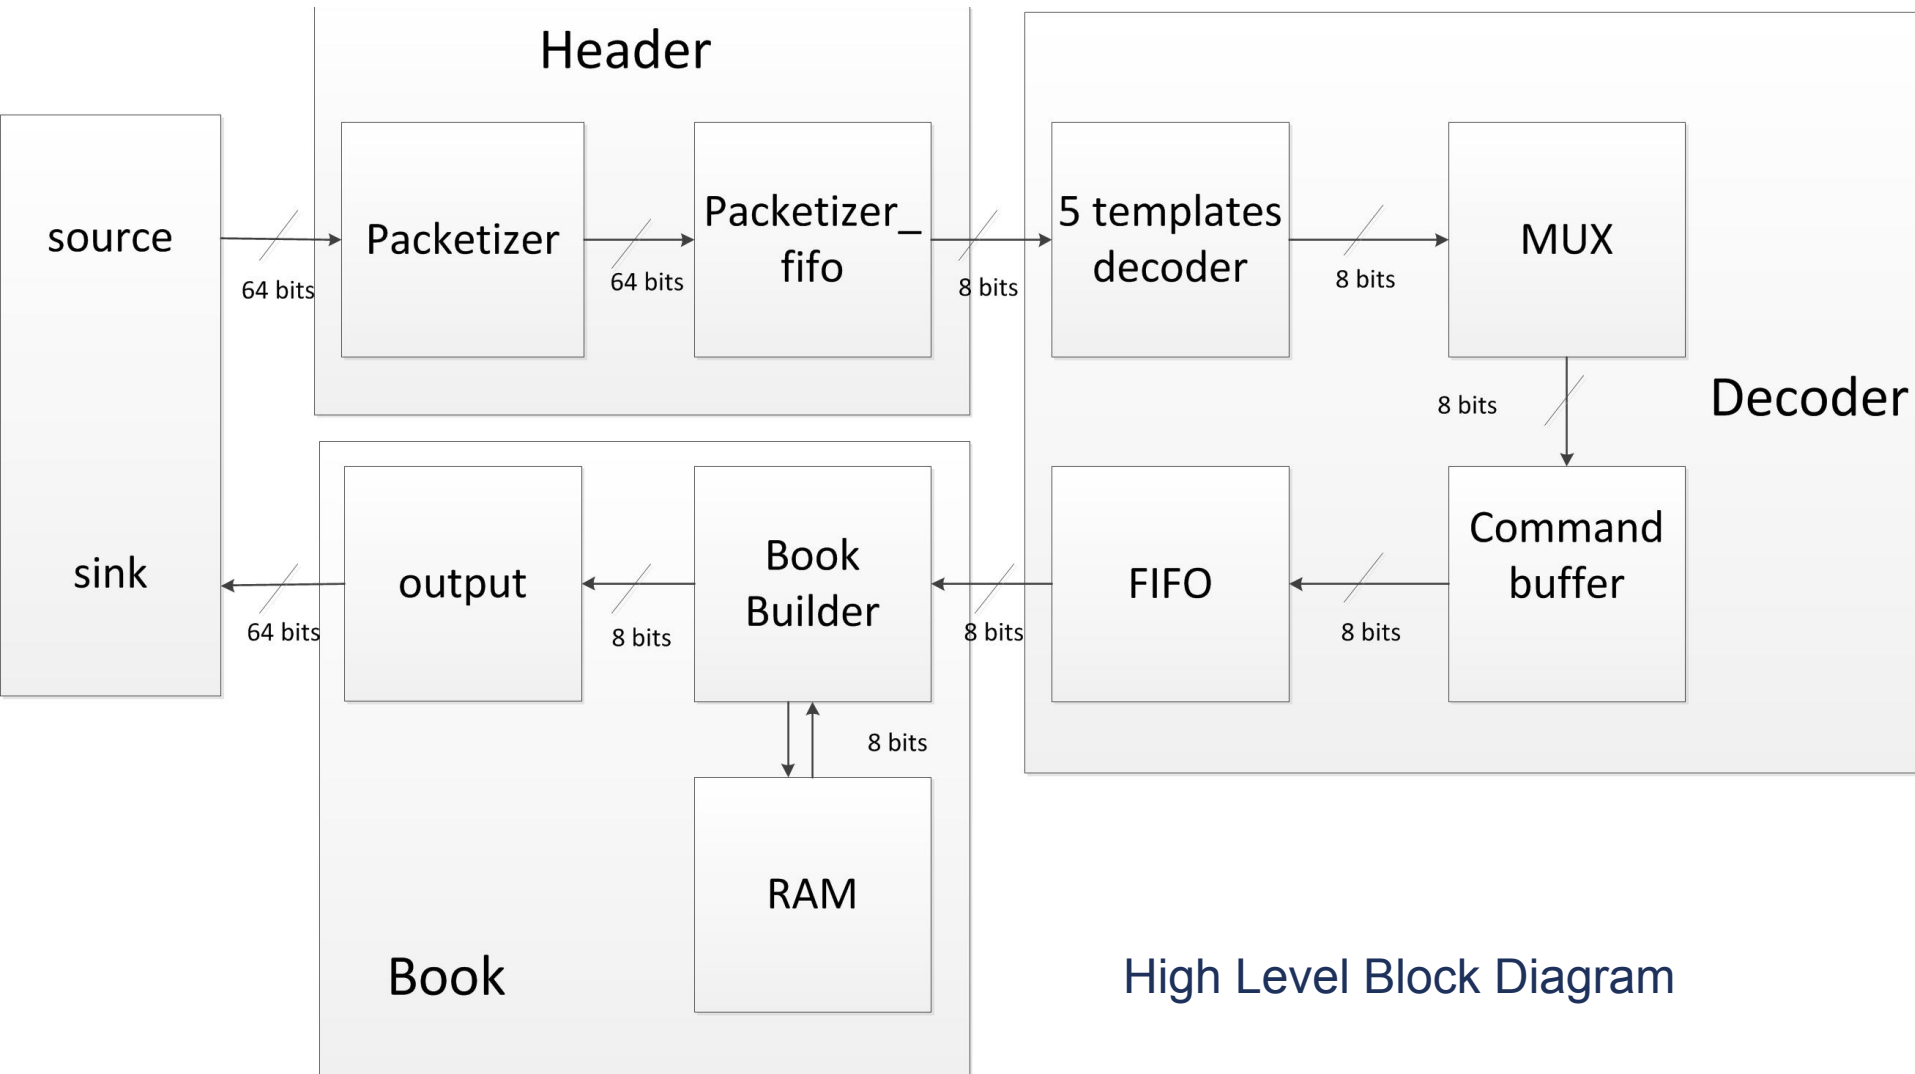 Header
source
64 bits
Packetizer
64 bits
Packetizer_
fifo
8 bits
5 templates
decoder
8 bits
MUX
8 bits
Decoder
Command
buffer
8 bits
FIFO
8 bits
Book
Builder
8 bits
output
64 bits
sink
8 bits
RAM
Book
High Level Block Diagram